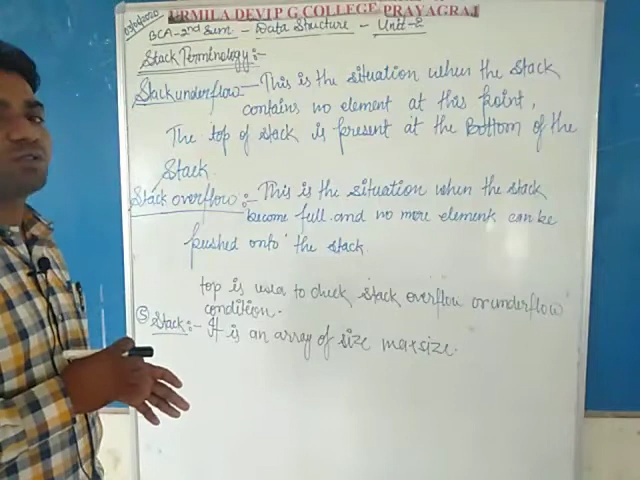 URMILA DEVI P G COLLEGE PRAYAGRAJ
BCA-2nd Sem - Data Structure - Unit-2
Stack Terminology:-
Stack underflow - This is the situation when the stack
contains no element at this point,
The top of stack is present at the Bottom of the
Stack.
Stack overflow:- This is the situation when the stack
become full and no more element can be
pushed onto the stack
top is used to check stack overflow or underflow
condition.
⑤ Stack:- It is an array of size maxsize.